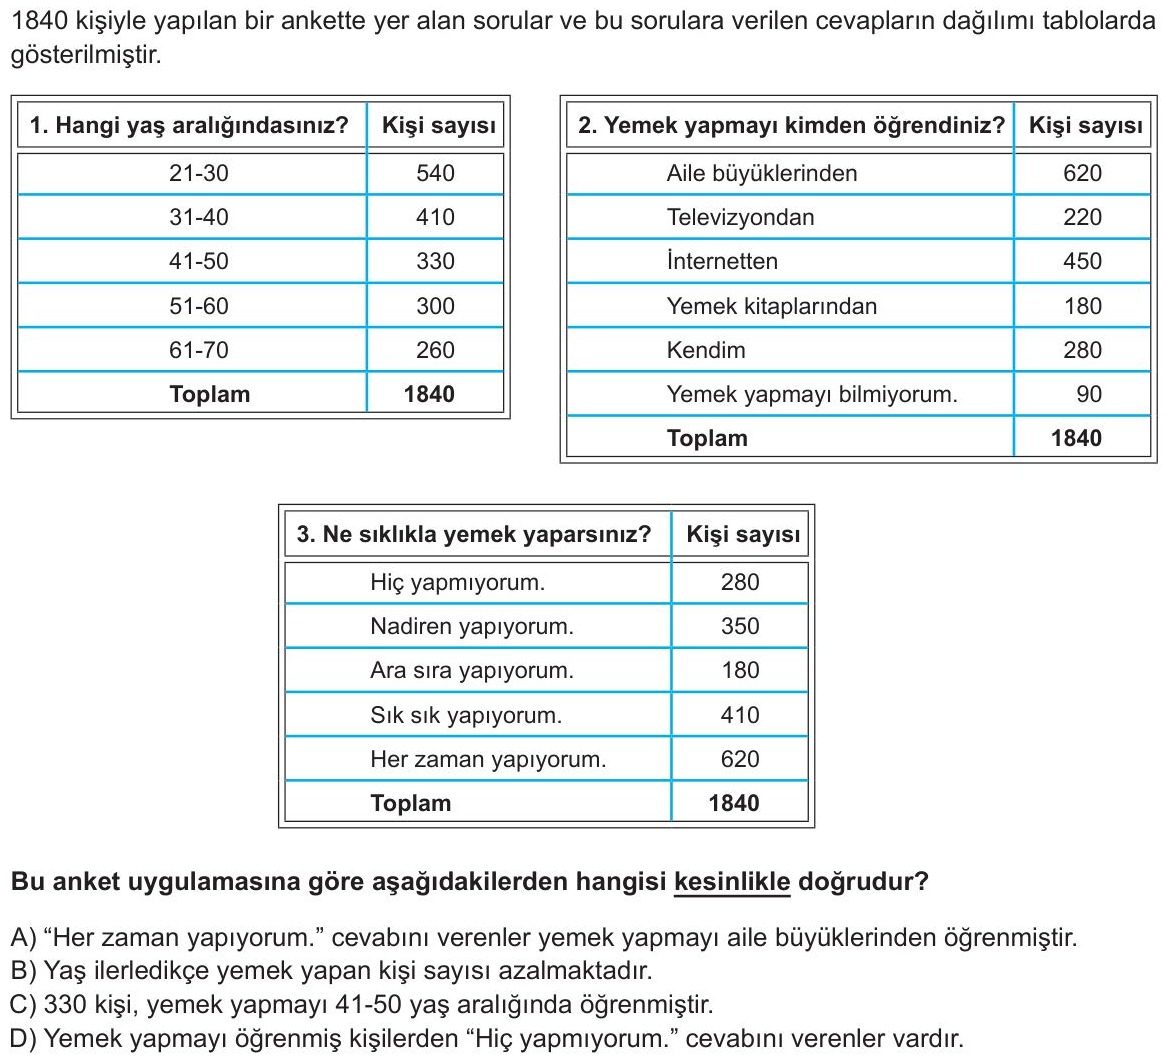 1840 kişiyle yapılan bir ankette yer alan sorular ve bu sorulara verilen cevapların dağılımı tablolarda
gösterilmiştir.
1. Hangi yaş aralığındasınız? Kişi sayısı
21-30 540
31-40 410
41-50 330
51-60 300
61-70 260
Toplam 1840
2. Yemek yapmayı kimden öğrendiniz? Kişi sayısı
Aile büyüklerinden 620
Televizyondan 220
İnternetten 450
Yemek kitaplarından 180
Kendim 280
Yemek yapmayı bilmiyorum. 90
Toplam 1840
3. Ne sıklıkla yemek yaparsınız? Kişi sayısı
Hiç yapmıyorum. 280
Nadiren yapıyorum. 350
Ara sıra yapıyorum. 180
Sık sık yapıyorum. 410
Her zaman yapıyorum. 620
Toplam 1840
Bu anket uygulamasına göre aşağıdakilerden hangisi kesinlikle doğrudur?
A) “Her zaman yapıyorum.” cevabını verenler yemek yapmayı aile büyüklerinden öğrenmiştir.
B) Yaş ilerledikçe yemek yapan kişi sayısı azalmaktadır.
C) 330 kişi, yemek yapmayı 41-50 yaş aralığında öğrenmiştir.
D) Yemek yapmayı öğrenmiş kişilerden “Hiç yapmıyorum.” cevabını verenler vardır.